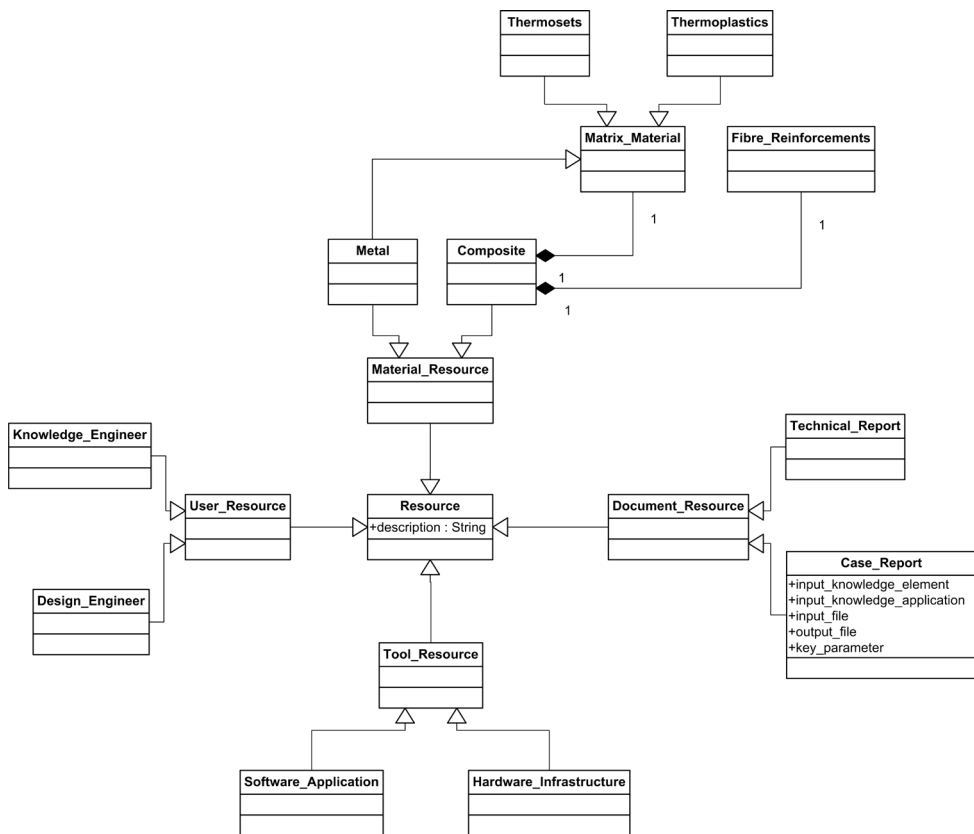 Thermosets
Thermoplastics
Matrix_Material
Fibre_Reinforcements
1
1
Metal
Composite
1
1
Material_Resource
Knowledge_Engineer
Technical_Report
User_Resource
Resource
+description : String
Document_Resource
Case_Report
+input_knowledge_element
+input_knowledge_application
+input_file
+output_file
+key_parameter
Design_Engineer
Tool_Resource
Software_Application
Hardware_Infrastructure